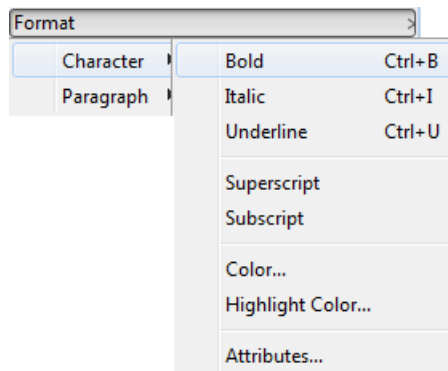 Format >
Character
Paragraph
Bold Ctrl+B
Italic Ctrl+I
Underline Ctrl+U
Superscript
Subscript
Color...
Highlight Color...
Attributes...